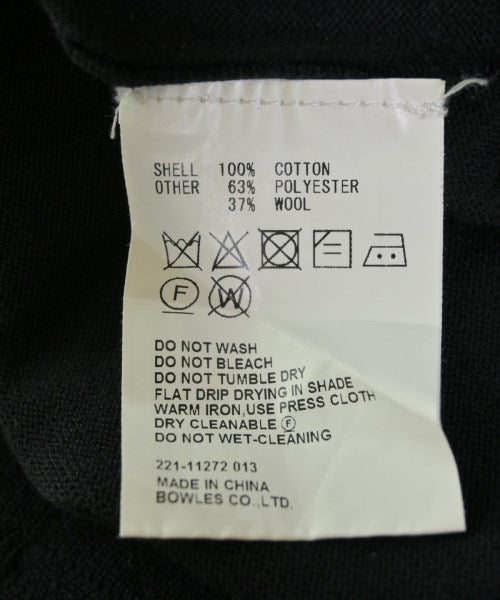 SHELL 100% COTTON
OTHER 63% POLYESTER
37% WOOL
F W
DO NOT WASH
DO NOT BLEACH
DO NOT TUMBLE DRY
FLAT DRIP DRYING IN SHADE
WARM IRON,USE PRESS CLOTH
DRY CLEANABLE Ⓕ
DO NOT WET-CLEANING
221-11272 013
MADE IN CHINA
BOWLES CO.,LTD.